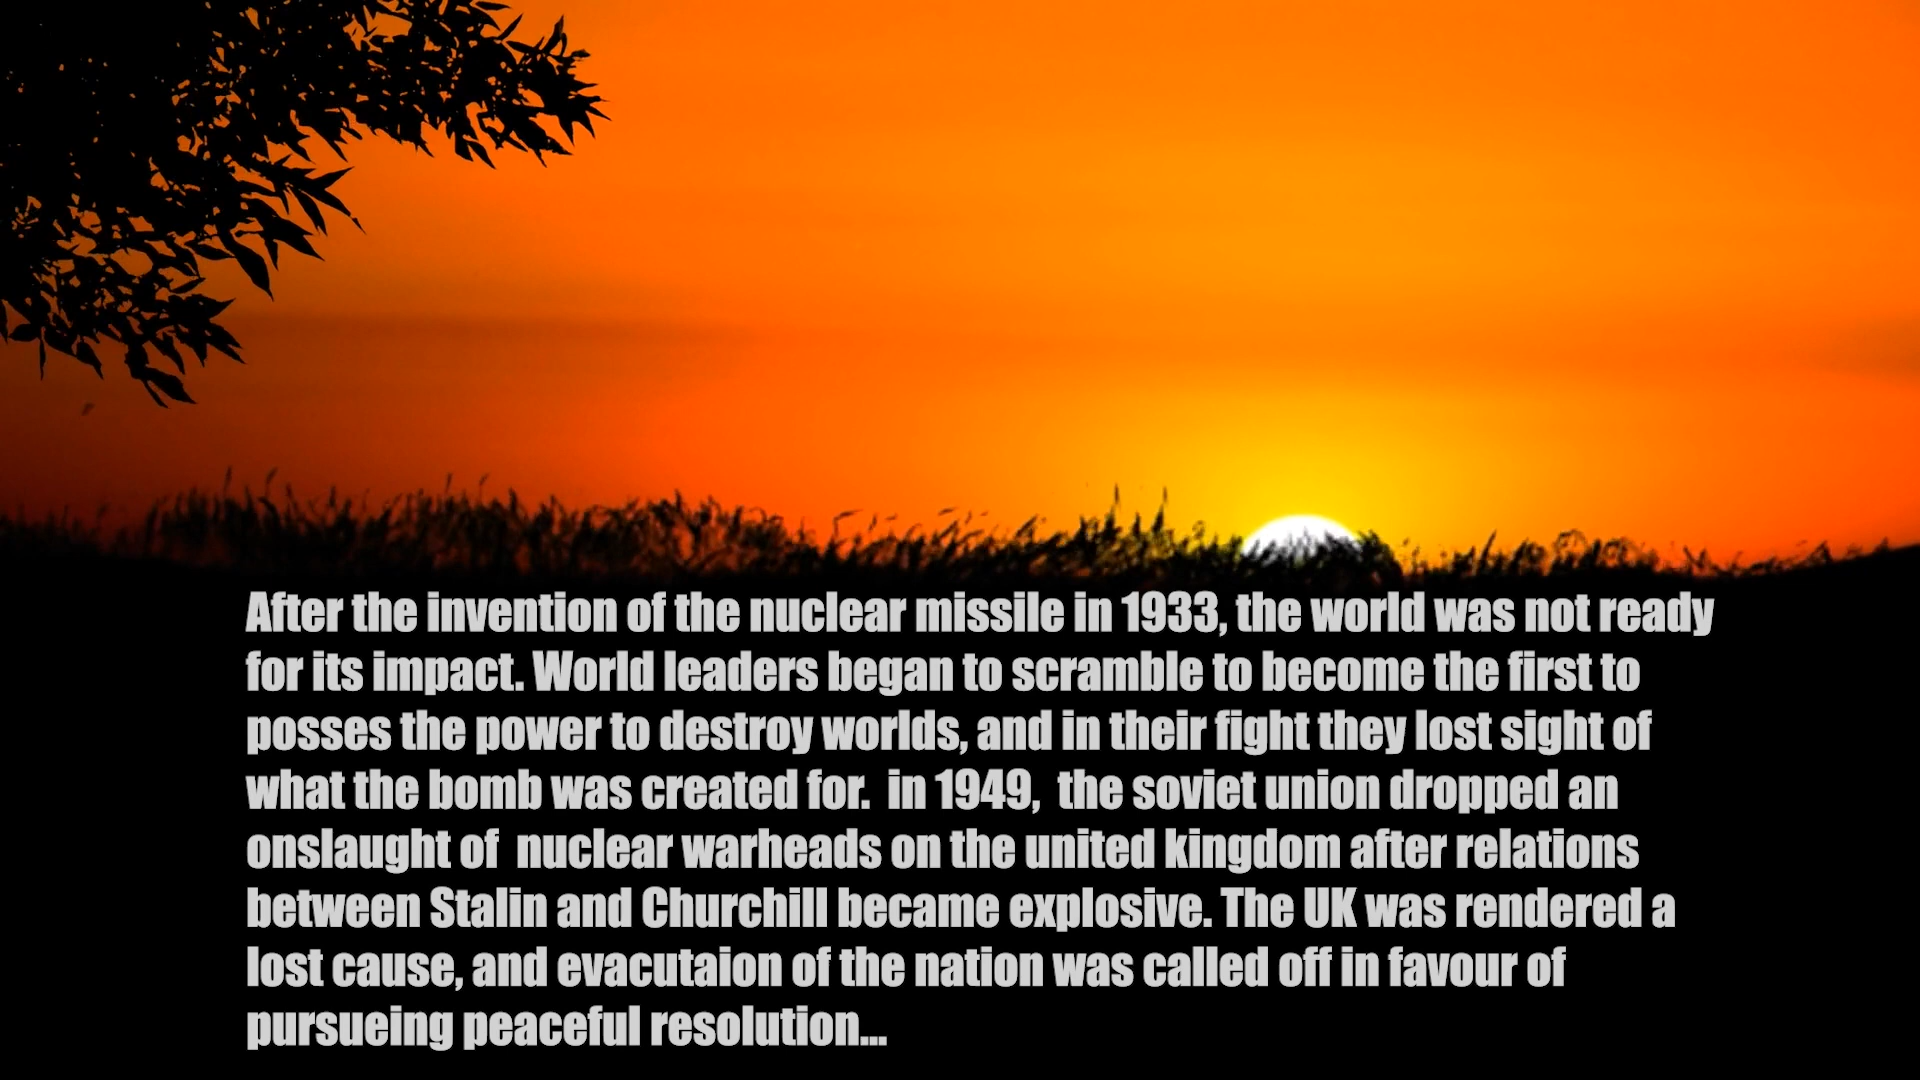 After the invention of the nuclear missile in 1933, the world was not ready
for its impact. World leaders began to scramble to become the first to
posses the power to destroy worlds, and in their fight they lost sight of
what the bomb was created for.  in 1949,  the soviet union dropped an
onslaught of  nuclear warheads on the united kingdom after relations
between Stalin and Churchill became explosive. The UK was rendered a
lost cause, and evacutaion of the nation was called off in favour of
pursueing peaceful resolution...